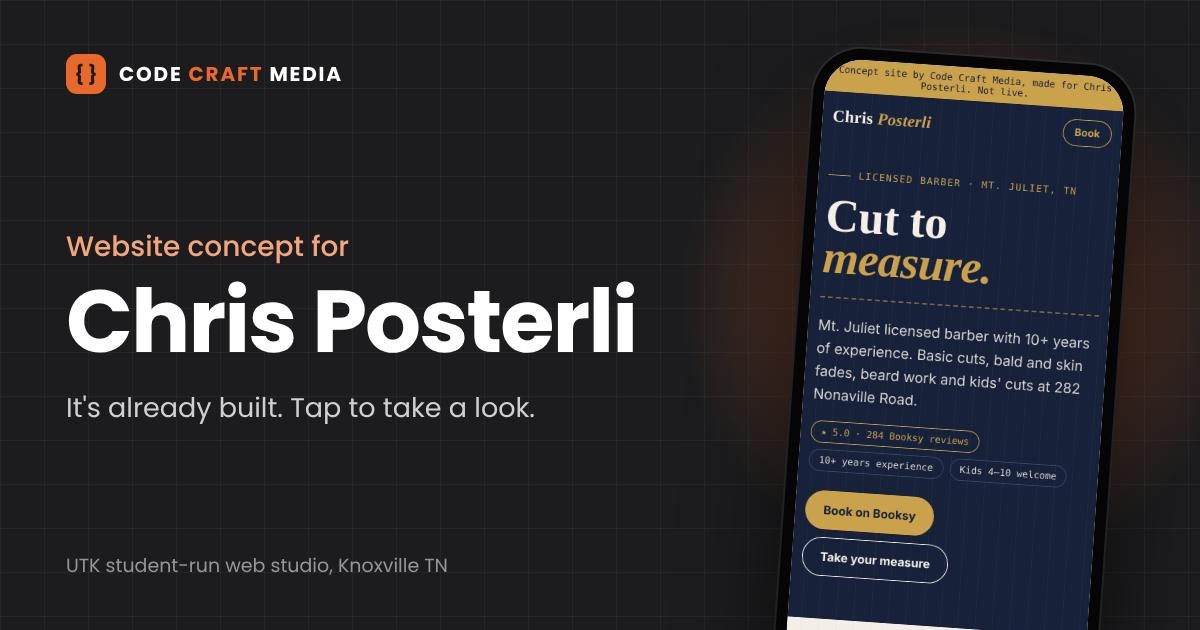 { } CODE CRAFT MEDIA
Website concept for
Chris Posterli
It's already built. Tap to take a look.
UTK student-run web studio, Knoxville TN
Concept site by Code Craft Media, made for Chris
Posterli. Not live.
Chris Posterli
Book
LICENSED BARBER · MT. JULIET, TN
Cut to
measure.
Mt. Juliet licensed barber with 10+ years
of experience. Basic cuts, bald and skin
fades, beard work and kids' cuts at 282
Nonaville Road.
★ 5.0 · 284 Booksy reviews
10+ years experience
Kids 4–10 welcome
Book on Booksy
Take your measure